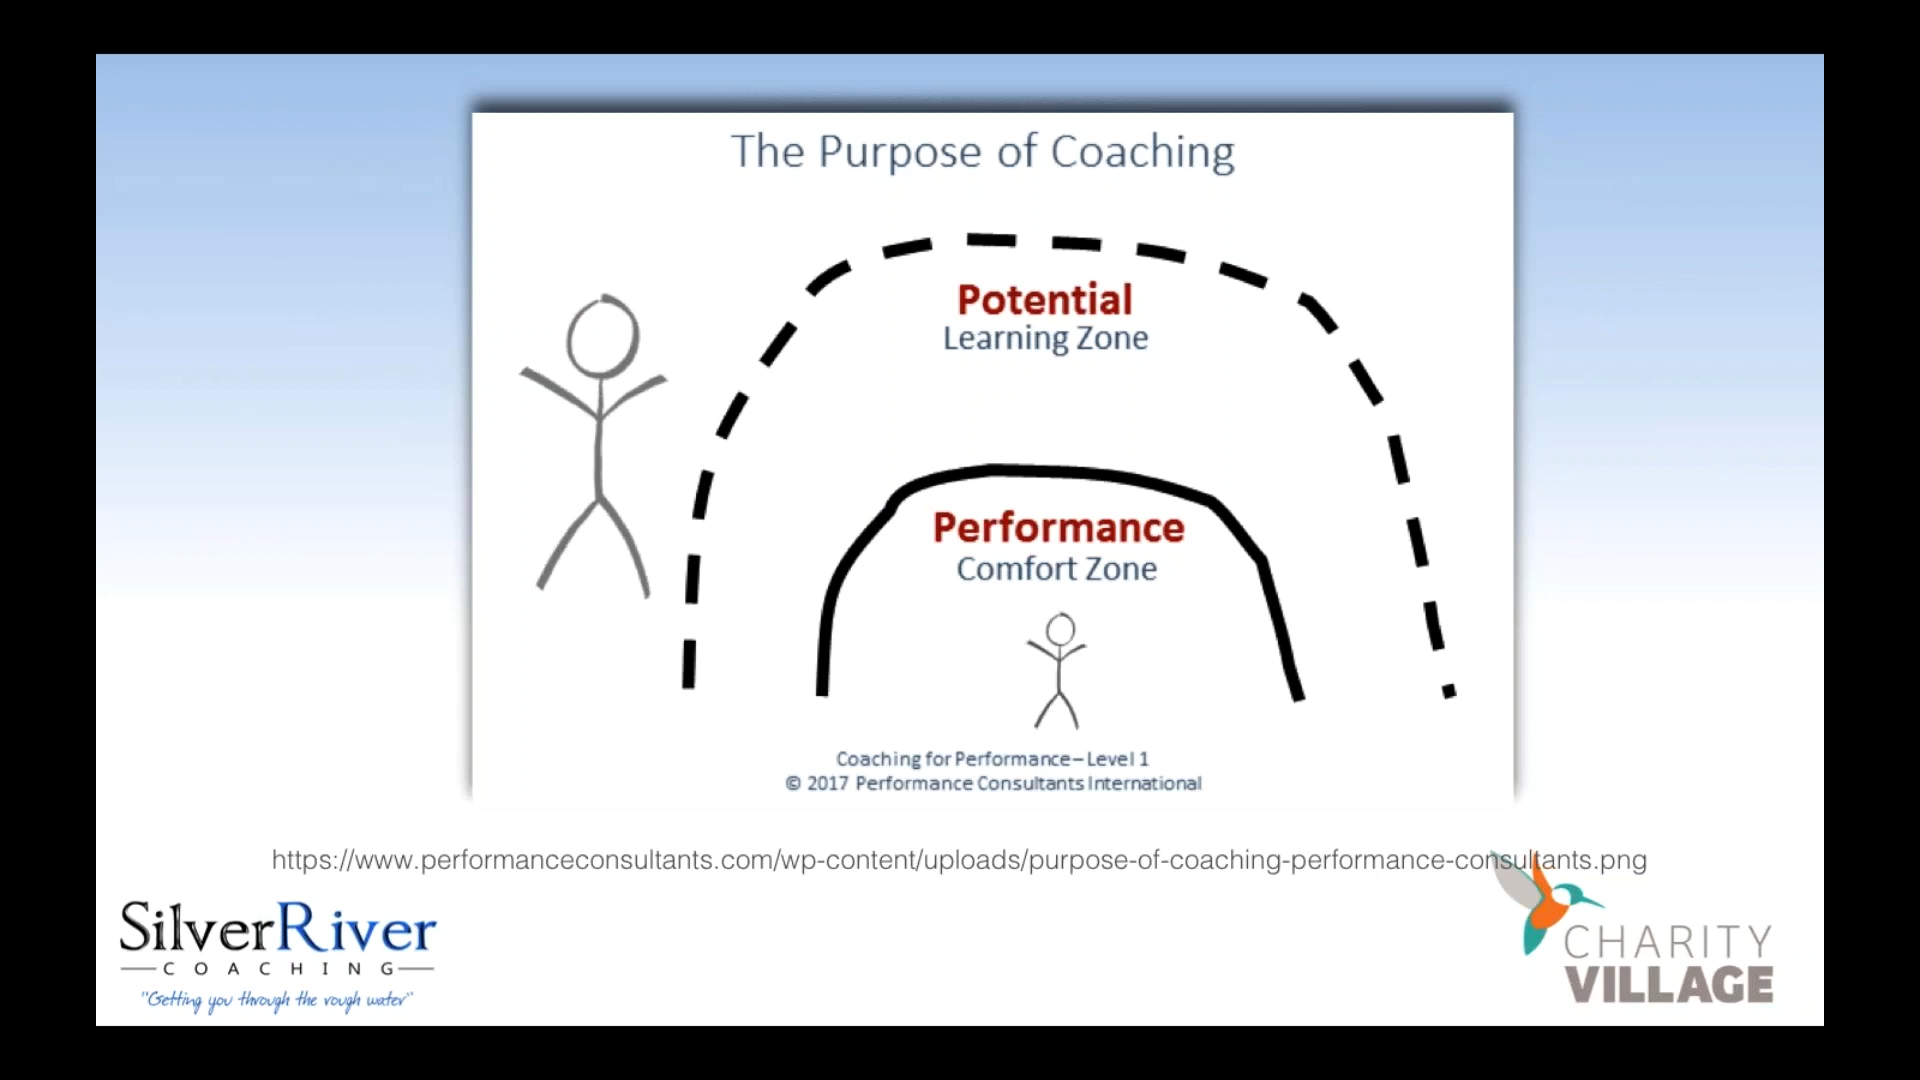 The Purpose of Coaching
Potential
Learning Zone
Performance
Comfort Zone
Coaching for Performance – Level 1
© 2017 Performance Consultants International
https://www.performanceconsultants.com/wp-content/uploads/purpose-of-coaching-performance-consultants.png
SilverRiver
COACHING
"Getting you through the rough water"
CHARITY
VILLAGE